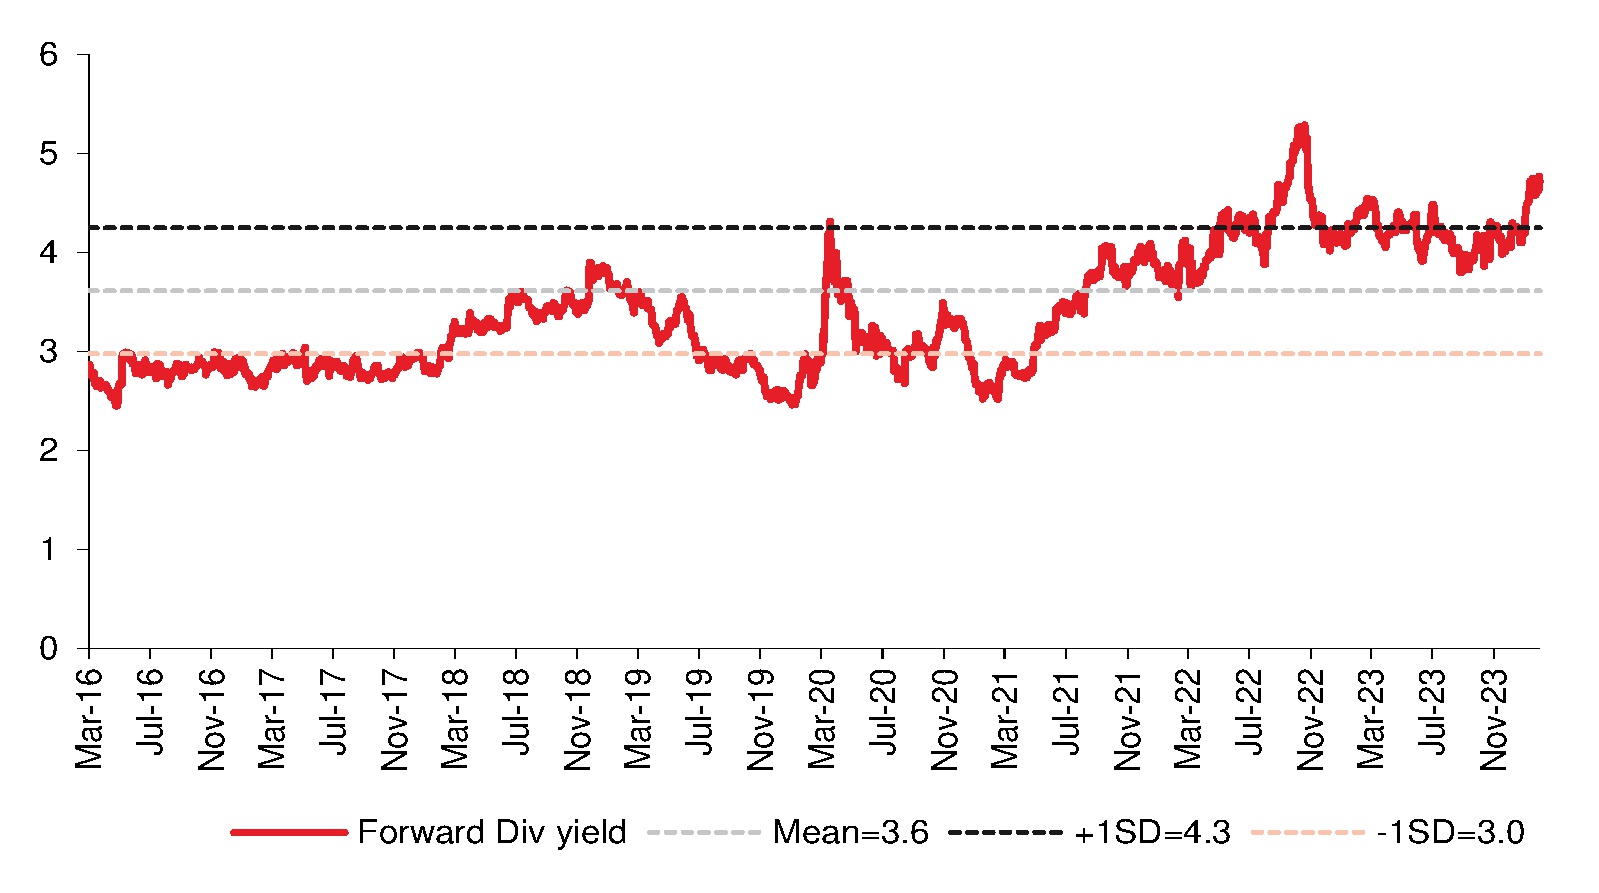 6
5
4
3
2
1
0
Mar-16
Jul-16
Nov-16
Mar-17
Jul-17
Nov-17
Mar-18
Jul-18
Nov-18
Mar-19
Jul-19
Nov-19
Mar-20
Jul-20
Nov-20
Mar-21
Jul-21
Nov-21
Mar-22
Jul-22
Nov-22
Mar-23
Jul-23
Nov-23
Forward Div yield Mean=3.6 +1SD=4.3 -1SD=3.0